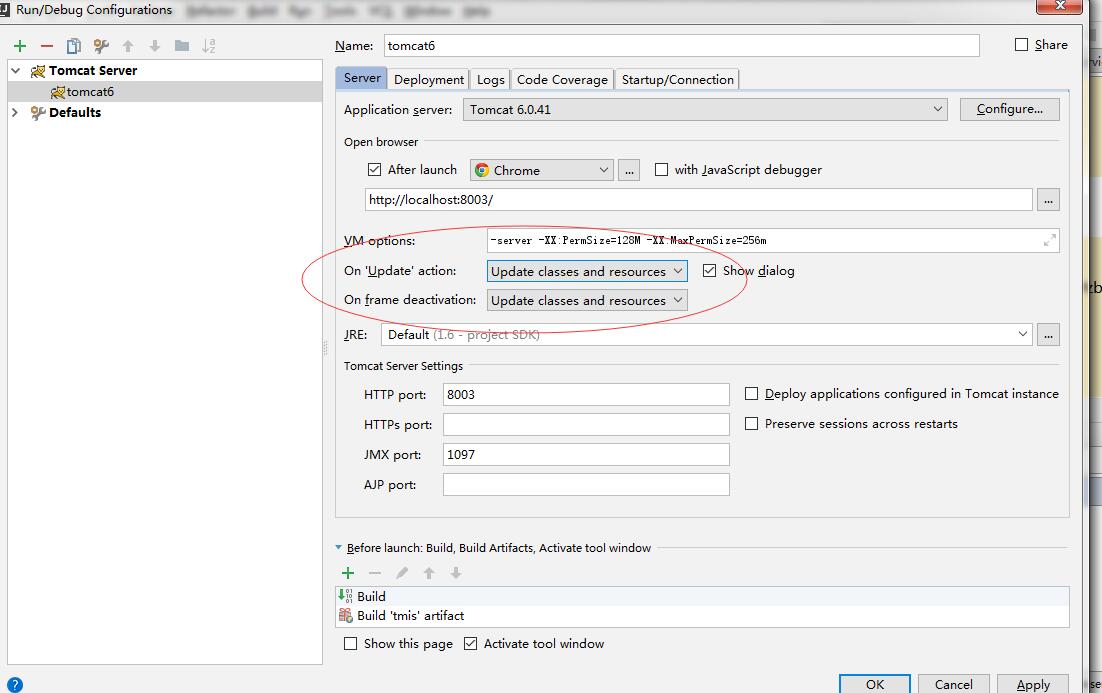 Run/Debug Configurations
Name: tomcat6
Share
Tomcat Server
tomcat6
Defaults
Server Deployment Logs Code Coverage Startup/Connection
Application server: Tomcat 6.0.41 Configure...
Open browser
After launch Chrome ... with JavaScript debugger
http://localhost:8003/ ...
VM options: -server -XX:PermSize=128M -XX:MaxPermSize=256m
On 'Update' action: Update classes and resources Show dialog
On frame deactivation: Update classes and resources
JRE: Default (1.6 - project SDK) ...
Tomcat Server Settings
HTTP port: 8003 Deploy applications configured in Tomcat instance
HTTPs port: Preserve sessions across restarts
JMX port: 1097
AJP port:
Before launch: Build, Build Artifacts, Activate tool window
Build
Build 'tmis' artifact
Show this page Activate tool window
? OK Cancel Apply